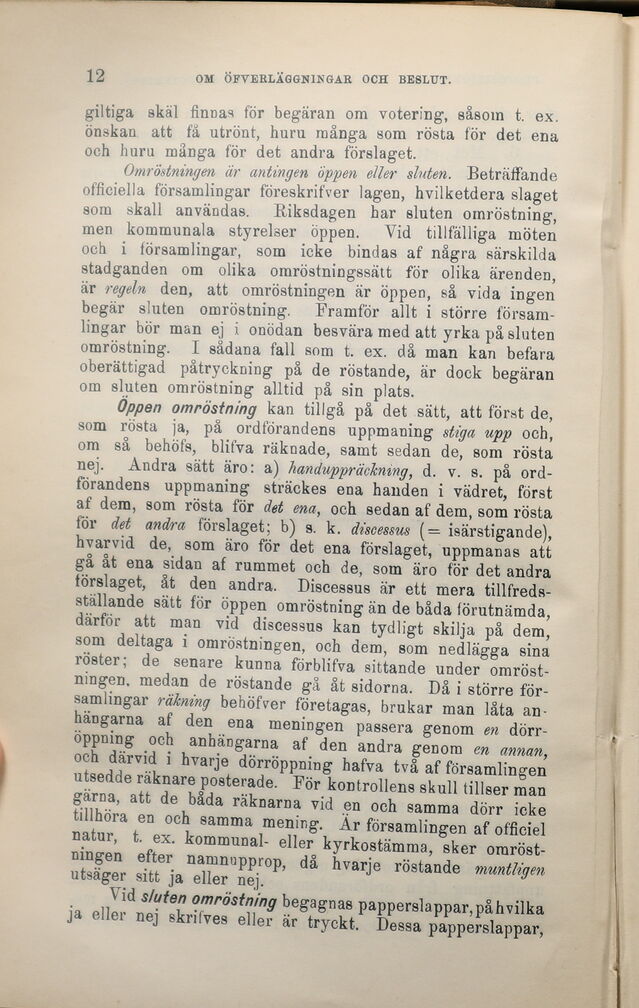 12 OM ÖFVERLÄGGNINGAR OCH BESLUT.
giltiga skäl finnas för begäran om votering, såsom t. ex.
önskan att få utrönt, huru många som rösta för det ena
och huru många för det andra förslaget.
Omröstningen är antingen öppen eller sluten. Beträffande
officiella församlingar föreskrifver lagen, hvilketdera slaget
som skall användas. Riksdagen har sluten omröstning,
men kommunala styrelser öppen. Vid tillfälliga möten
och i församlingar, som icke bindas af några särskilda
stadganden om olika omröstningssätt för olika ärenden,
är regeln den, att omröstningen är öppen, så vida ingen
begär sluten omröstning. Framför allt i större försam-
lingar bör man ej i onödan besvära med att yrka på sluten
omröstning. I sådana fall som t. ex. då man kan befara
oberättigad påtryckning på de röstande, är dock begäran
om sluten omröstning alltid på sin plats.
Öppen omröstning kan tillgå på det sätt, att först de,
som rösta ja, på ordförandens uppmaning stiga upp och,
om så behöfs, blifva räknade, samt sedan de, som rösta
nej. Andra sätt äro: a) handuppräckning, d. v. s. på ord-
förandens uppmaning sträckes ena handen i vädret, först
af dem, som rösta för det ena, och sedan af dem, som rösta
för det andra förslaget; b) s. k. discessus (= isärstigande),
hvarvid de, som äro för det ena förslaget, uppmanas att
gå åt ena sidan af rummet och de, som äro för det andra
förslaget, åt den andra. Discessus är ett mera tillfreds-
ställande sätt för öppen omröstning än de båda förutnämda,
därför att man vid discessus kan tydligt skilja på dem,
som deltaga i omröstningen, och dem, som nedlägga sina
röster; de senare kunna förblifva sittande under omröst-
ningen, medan de röstande gå åt sidorna. Då i större för-
samlingar räkning behöfver företagas, brukar man låta an-
hängarna af den ena meningen passera genom en dörr-
öppning och anhängarna af den andra genom en annan,
och därvid i hvarje dörröppning hafva två af församlingen
utsedde räknare posterade. För kontrollens skull tillser man
gärna, att de båda räknarna vid en och samma dörr icke
tillhöra en och samma mening. Är församlingen af officiel
natur, t. ex. kommunal- eller kyrkostämma, sker omröst-
ningen efter namnupprop, då hvarje röstande muntligen
utsäger sitt ja eller nej.
Vid sluten omröstning begagnas papperslappar, på hvilka
ja eller nej skrifves eller är tryckt. Dessa papperslappar,